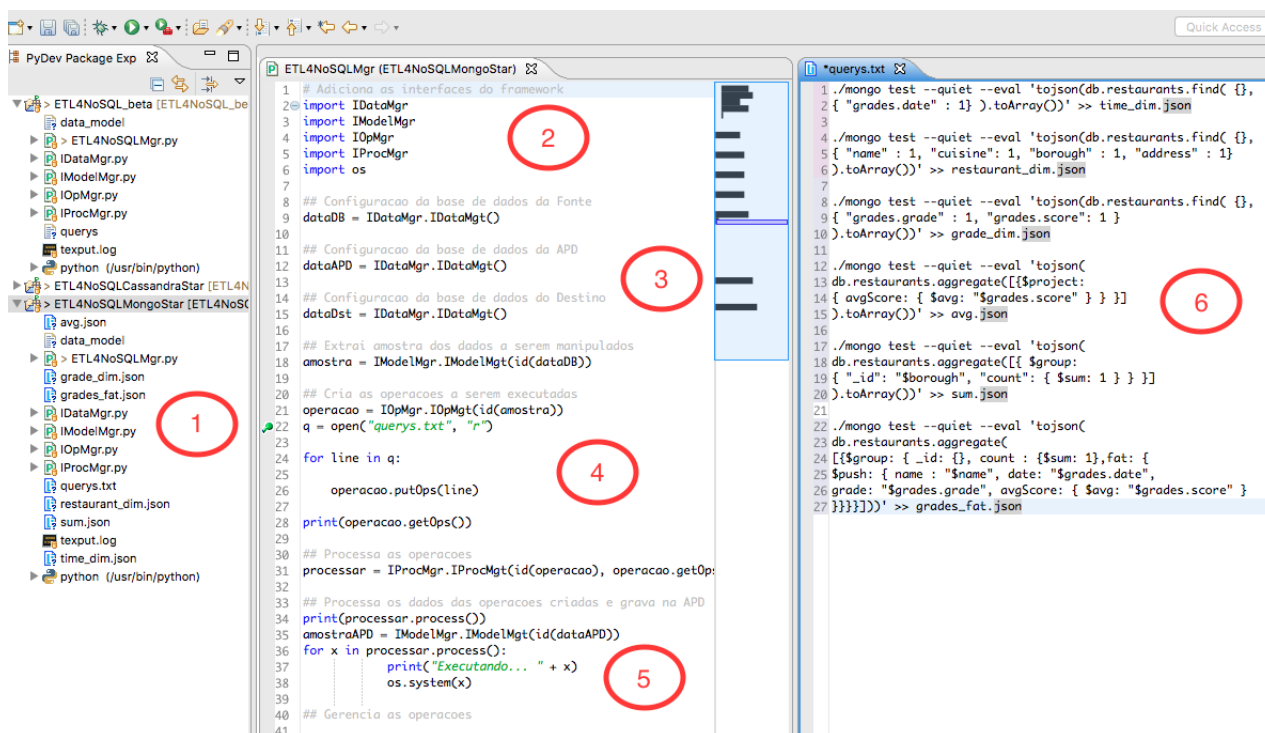 Quick Access
PyDev Package Exp
ETL4NoSQL_beta [ETL4NoSQL_be
data_model
> ETL4NoSQLMgr.py
IDataMgr.py
IModelMgr.py
IOpMgr.py
IProcMgr.py
querys
texput.log
python (/usr/bin/python)
> ETL4NoSQLCassandraStar [ETL4N
> ETL4NoSQLMongoStar [ETL4NoS(
avg.json
data_model
> ETL4NoSQLMgr.py
grade_dim.json
grades_fat.json
IDataMgr.py
IModelMgr.py
IOpMgr.py
IProcMgr.py
querys.txt
restaurant_dim.json
sum.json
texput.log
time_dim.json
python (/usr/bin/python)
1
ETL4NoSQLMgr (ETL4NoSQLMongoStar)
1 # Adiciona as interfaces do framework
2 import IDataMgr
3 import IModelMgr
4 import IOpMgr
5 import IProcMgr
6 import os
7
8 ## Configuracao da base de dados da Fonte
9 dataDB = IDataMgr.IDataMgt()
10
11 ## Configuracao da base de dados da APD
12 dataAPD = IDataMgr.IDataMgt()
13
14 ## Configuracao da base de dados do Destino
15 dataDst = IDataMgr.IDataMgt()
16
17 ## Extrai amostra dos dados a serem manipulados
18 amostra = IModelMgr.IModelMgt(id(dataDB))
19
20 ## Cria as operacoes a serem executadas
21 operacao = IOpMgr.IOpMgt(id(amostra))
22 q = open("querys.txt", "r")
23
24 for line in q:
25
26 operacao.putOps(line)
27
28 print(operacao.getOps())
29
30 ## Processa as operacoes
31 processar = IProcMgr.IProcMgt(id(operacao), operacao.getOps
32
33 ## Processa os dados das operacoes criadas e grava na APD
34 print(processar.process())
35 amostraAPD = IModelMgr.IModelMgt(id(dataAPD))
36 for x in processar.process():
37 print("Executando... " + x)
38 os.system(x)
39
40 ## Gerencia as operacoes
41
2
3
4
5
*querys.txt
1 ./mongo test --quiet --eval 'tojson(db.restaurants.find( {},
2 { "grades.date" : 1} ).toArray())' >> time_dim.json
3
4 ./mongo test --quiet --eval 'tojson(db.restaurants.find( {},
5 { "name" : 1, "cuisine": 1, "borough" : 1, "address" : 1}
6 ).toArray())' >> restaurant_dim.json
7
8 ./mongo test --quiet --eval 'tojson(db.restaurants.find( {},
9 { "grades.grade" : 1, "grades.score": 1 }
10 ).toArray())' >> grade_dim.json
11
12 ./mongo test --quiet --eval 'tojson(
13 db.restaurants.aggregate([{$project:
14 { avgScore: { $avg: "$grades.score" } } }]
15 ).toArray())' >> avg.json
16
17 ./mongo test --quiet --eval 'tojson(
18 db.restaurants.aggregate([{ $group:
19 { "_id": "$borough", "count": { $sum: 1 } } }]
20 ).toArray())' >> sum.json
21
22 ./mongo test --quiet --eval 'tojson(
23 db.restaurants.aggregate(
24 [{$group: { _id: {}, count : {$sum: 1},fat: {
25 $push: { name : "$name", date: "$grades.date",
26 grade: "$grades.grade", avgScore: { $avg: "$grades.score" }
27 }}}}]))' >> grades_fat.json
6